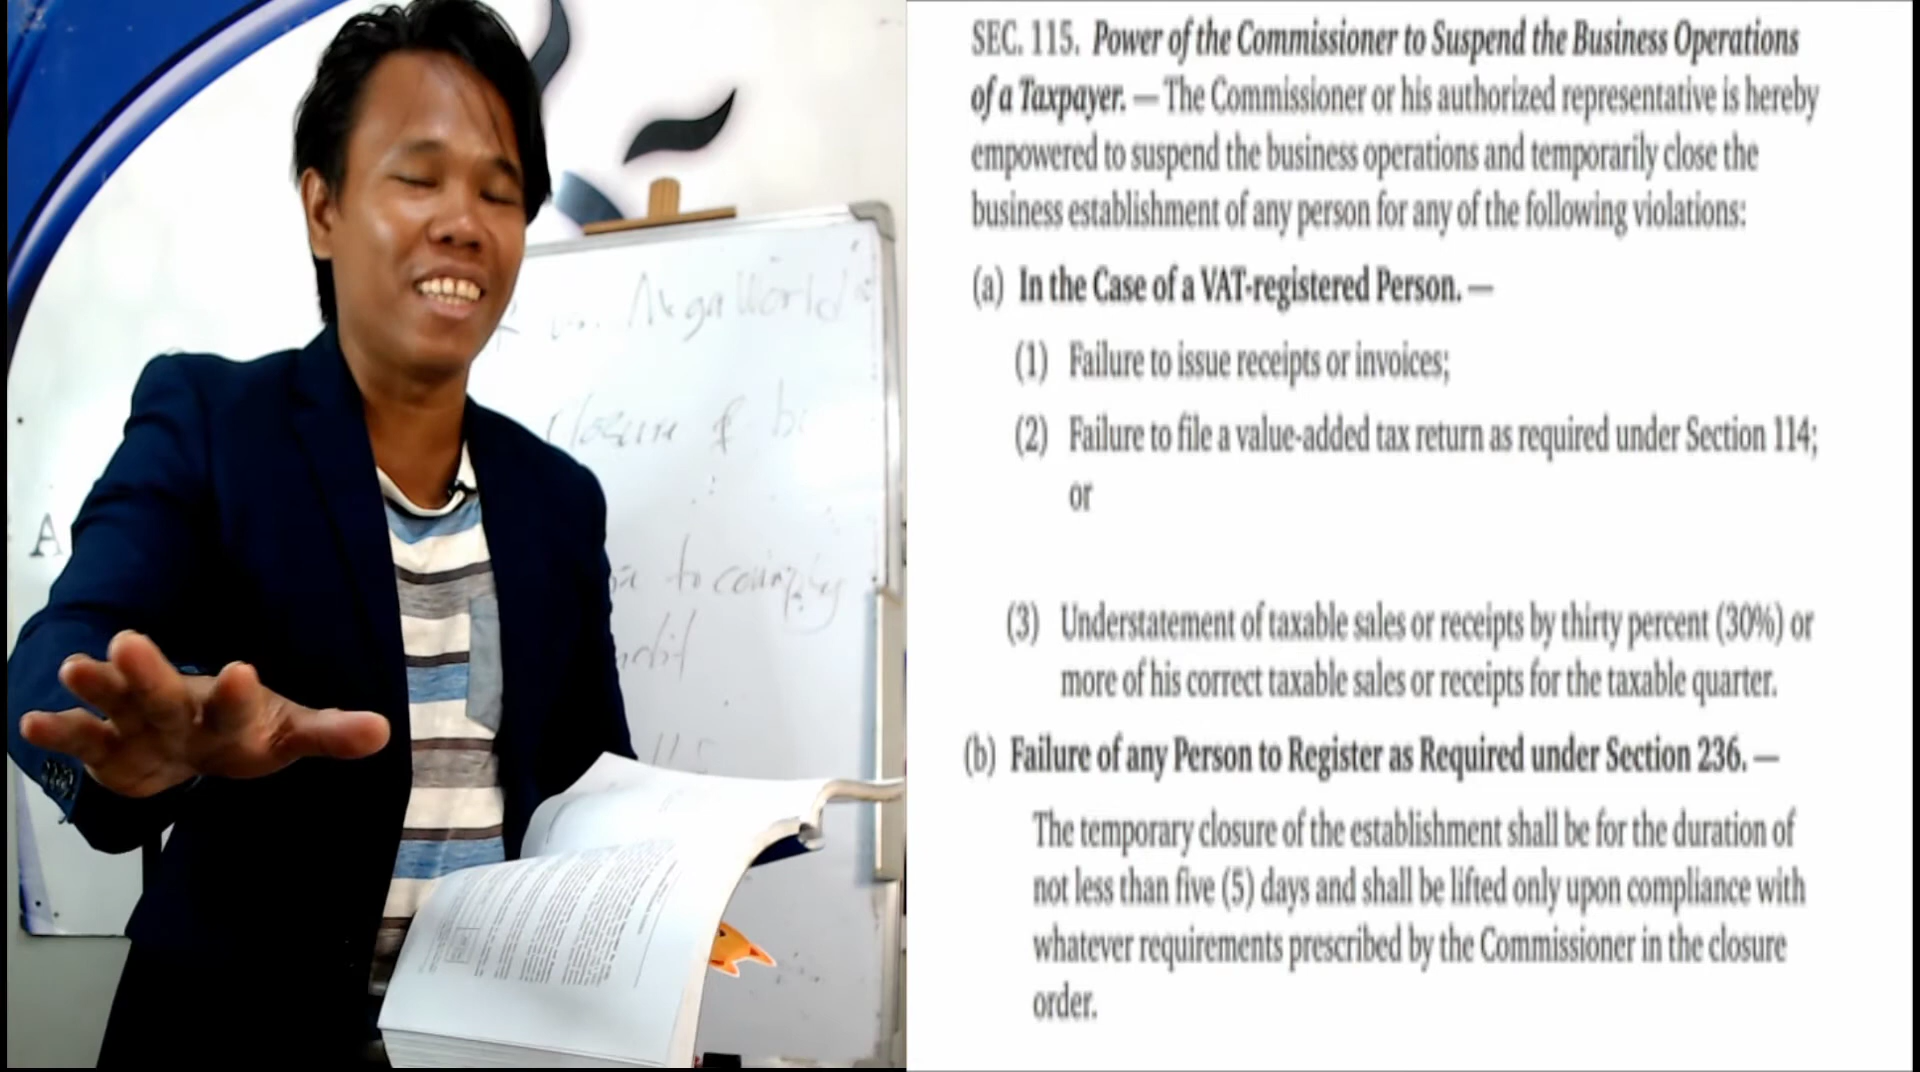 A
vs. MegaWorld
Closure of
to comply
115
SEC. 115. Power of the Commissioner to Suspend the Business Operations
of a Taxpayer. — The Commissioner or his authorized representative is hereby
empowered to suspend the business operations and temporarily close the
business establishment of any person for any of the following violations:
(a) In the Case of a VAT-registered Person. —
(1) Failure to issue receipts or invoices;
(2) Failure to file a value-added tax return as required under Section 114;
or
(3) Understatement of taxable sales or receipts by thirty percent (30%) or
more of his correct taxable sales or receipts for the taxable quarter.
(b) Failure of any Person to Register as Required under Section 236. —
The temporary closure of the establishment shall be for the duration of
not less than five (5) days and shall be lifted only upon compliance with
whatever requirements prescribed by the Commissioner in the closure
order.